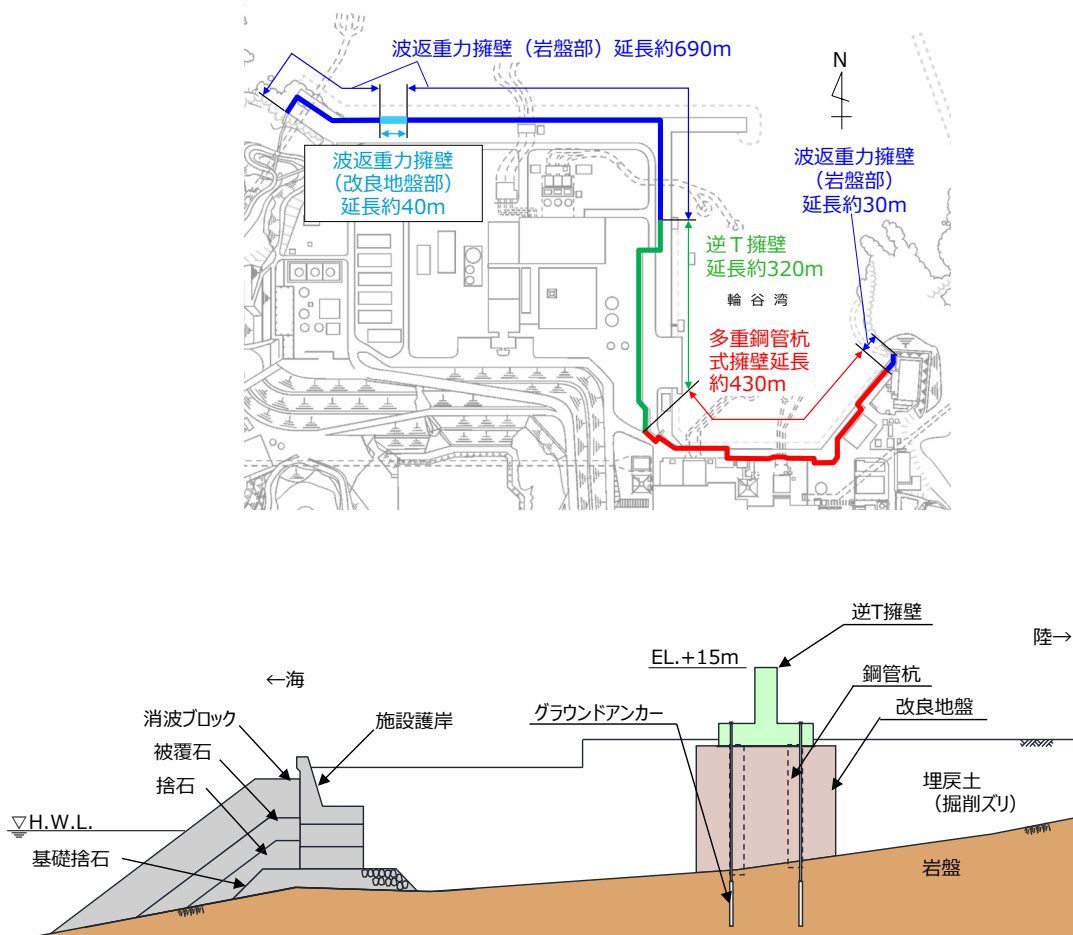 波返重力擁壁（岩盤部）延長約690m
N
波返重力擁壁
（改良地盤部）
延長約40m
波返重力擁壁
（岩盤部）
延長約30m
逆Ｔ擁壁
延長約320m
輪 谷 湾
多重鋼管杭
式擁壁延長
約430m
逆T擁壁
陸→
EL.+15m
鋼管杭
←海
グラウンドアンカー
改良地盤
消波ブロック
施設護岸
被覆石
捨石
埋戻土
（掘削ズリ）
▽H.W.L.
基礎捨石
岩盤